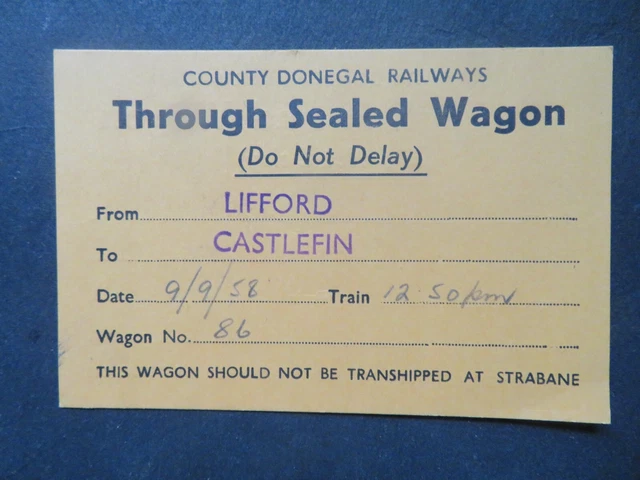 COUNTY DONEGAL RAILWAYS
Through Sealed Wagon
(Do Not Delay)
From LIFFORD
To CASTLEFIN
Date 9/9/58 Train 12.50pm
Wagon No. 86
THIS WAGON SHOULD NOT BE TRANSHIPPED AT STRABANE